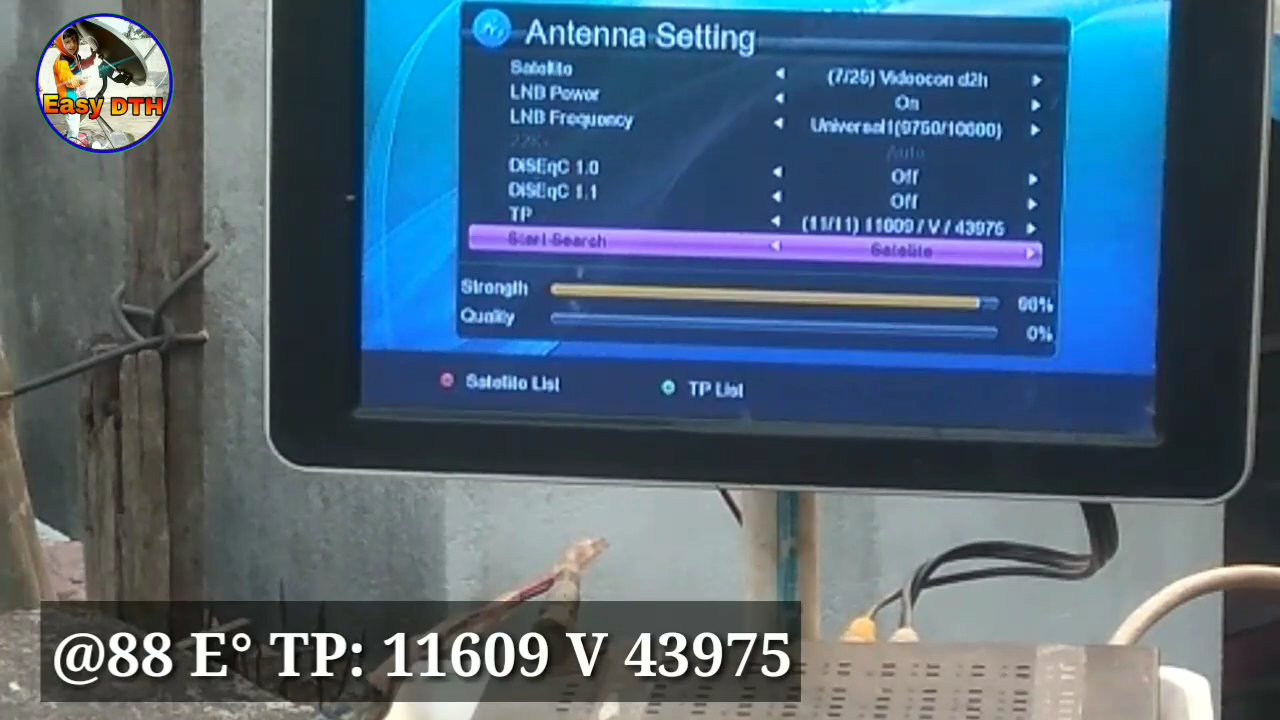 Easy DTH
Antenna Setting
Satellite (7/25) Videocon d2h
LNB Power On
LNB Frequency Universal1(9750/10600)
22K Auto
DiSEqC 1.0 Off
DiSEqC 1.1 Off
TP (11/11) 11609 / V / 43975
Start Search Satellite
Strength
Quality 0%
Satellite List TP List
@88 E° TP: 11609 V 43975